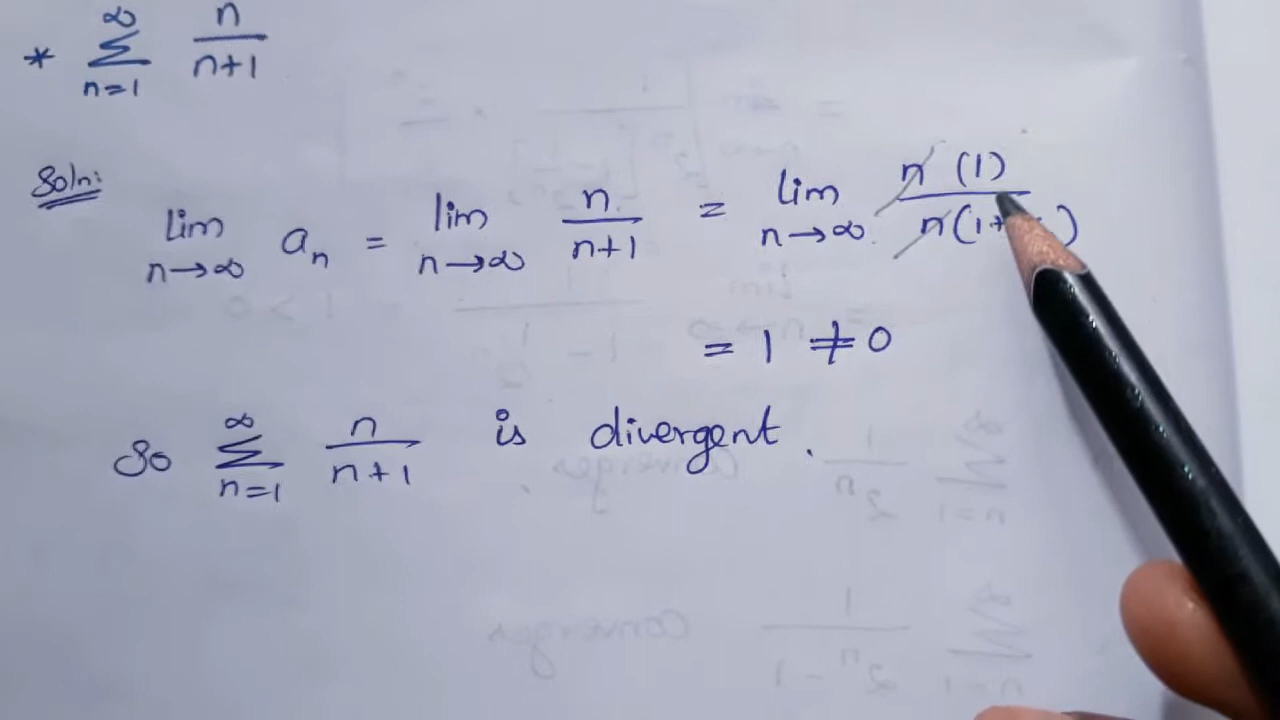 * ∑_{n=1}^{∞} n/(n+1)
Soln:
lim_{n→∞} a_n = lim_{n→∞} n/(n+1) = lim_{n→∞} n(1)/n(1+ )
= 1 ≠ 0
So ∑_{n=1}^{∞} n/(n+1) is divergent.